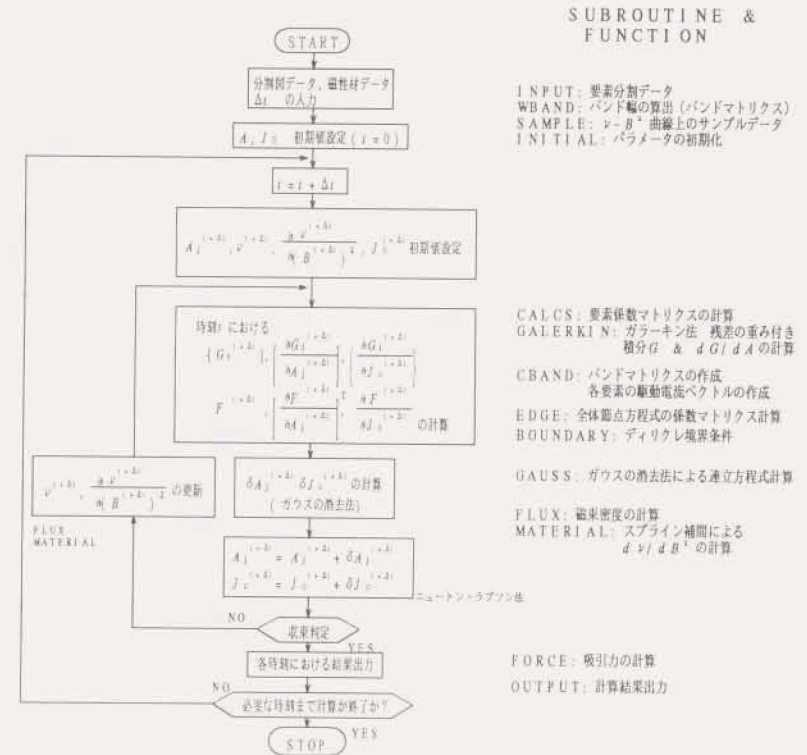 SUBROUTINE &
FUNCTION
START
分割図データ、磁性材データ
Δt の入力
A, J₀ 初期値設定 (t=0)
t = t + Δt
初期値設定
時刻t における
の計算
INPUT: 要素分割データ
WBAND: バンド幅の算出(バンドマトリクス)
SAMPLE: ν-B² 曲線上のサンプルデータ
INITIAL: パラメータの初期化
CALCS: 要素係数マトリクスの計算
GALERKIN: ガラーキン法 残差の重み付き
積分G & dG/dAの計算
CBAND: バンドマトリクスの作成
各要素の駆動電流ベクトルの作成
EDGE: 全体節点方程式の係数マトリクス計算
BOUNDARY: ディリクレ境界条件
GAUSS: ガウスの消去法による連立方程式計算
FLUX: 磁束密度の計算
MATERIAL: スプライン補間による
dν/dB² の計算
の更新
FLUX
MATERIAL
の計算
(ガウスの消去法)
ニュートン・ラプソン法
NO
収束判定
YES
各時刻における結果出力
NO
必要な時刻まで計算が終了か?
YES
STOP
FORCE: 吸引力の計算
OUTPUT: 計算結果出力